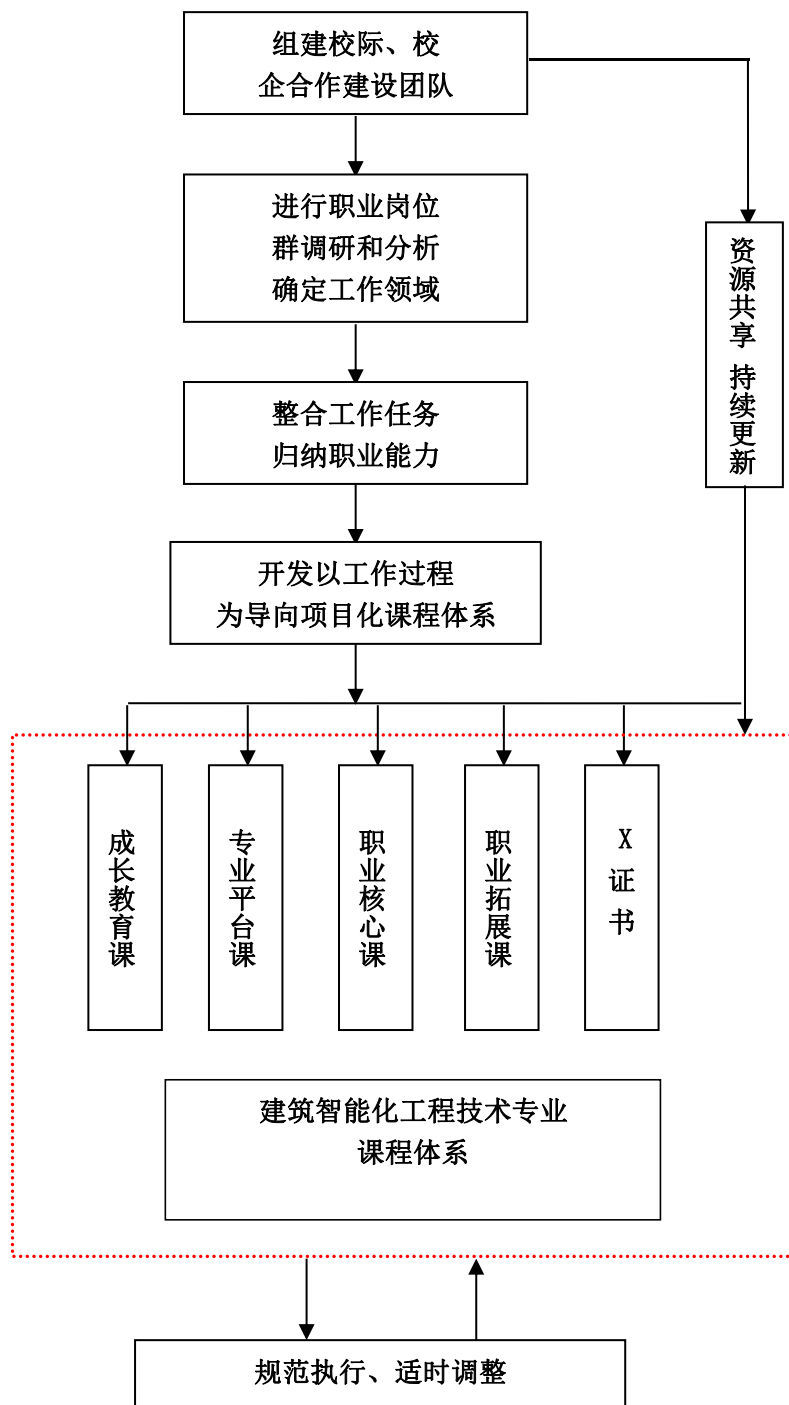 组建校际、校
企合作建设团队
进行职业岗位
群调研和分析
确定工作领域
资源共享 持续更新
整合工作任务
归纳职业能力
开发以工作过程
为导向项目化课程体系
成长教育课
专业平台课
职业核心课
职业拓展课
X证书
建筑智能化工程技术专业
课程体系
规范执行、适时调整